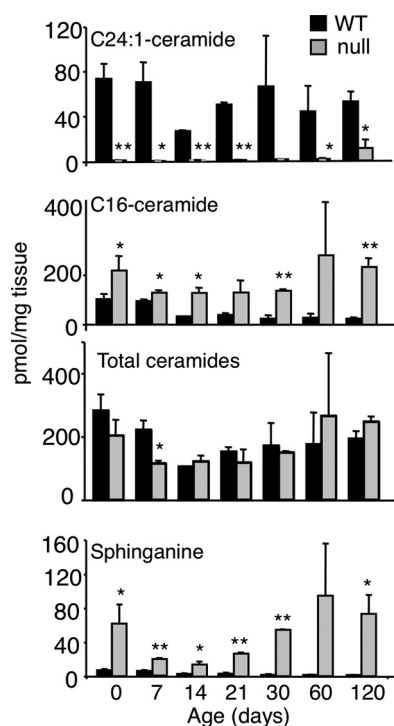 WT
null
C24:1-ceramide
120
80
40
0
** * ** ** * *
C16-ceramide
400
200
0
* * * ** **
pmol/mg tissue
Total ceramides
400
200
0
*
Sphinganine
160
120
80
40
0
* ** * ** ** *
0 7 14 21 30 60 120
Age (days)